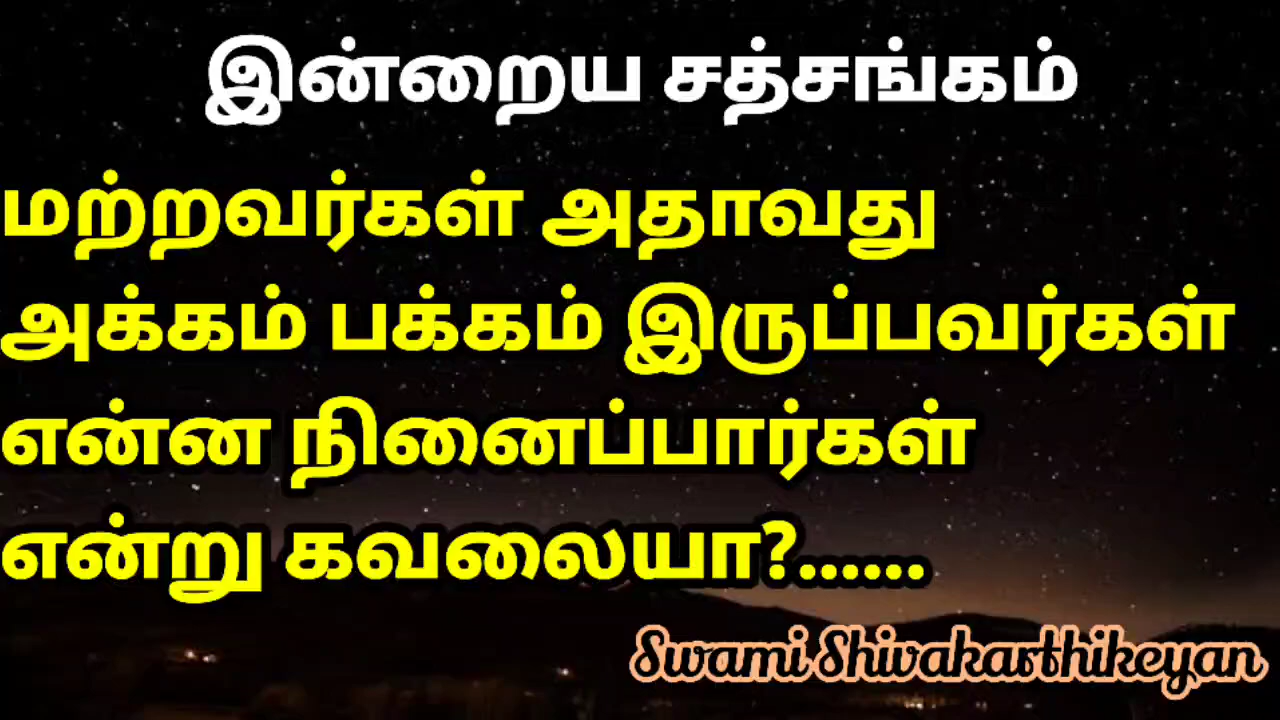 இன்றைய சத்சங்கம்
மற்றவர்கள் அதாவது
அக்கம் பக்கம் இருப்பவர்கள்
என்ன நினைப்பார்கள்
என்று கவலையா?......
Swami Shivakarthikeyan